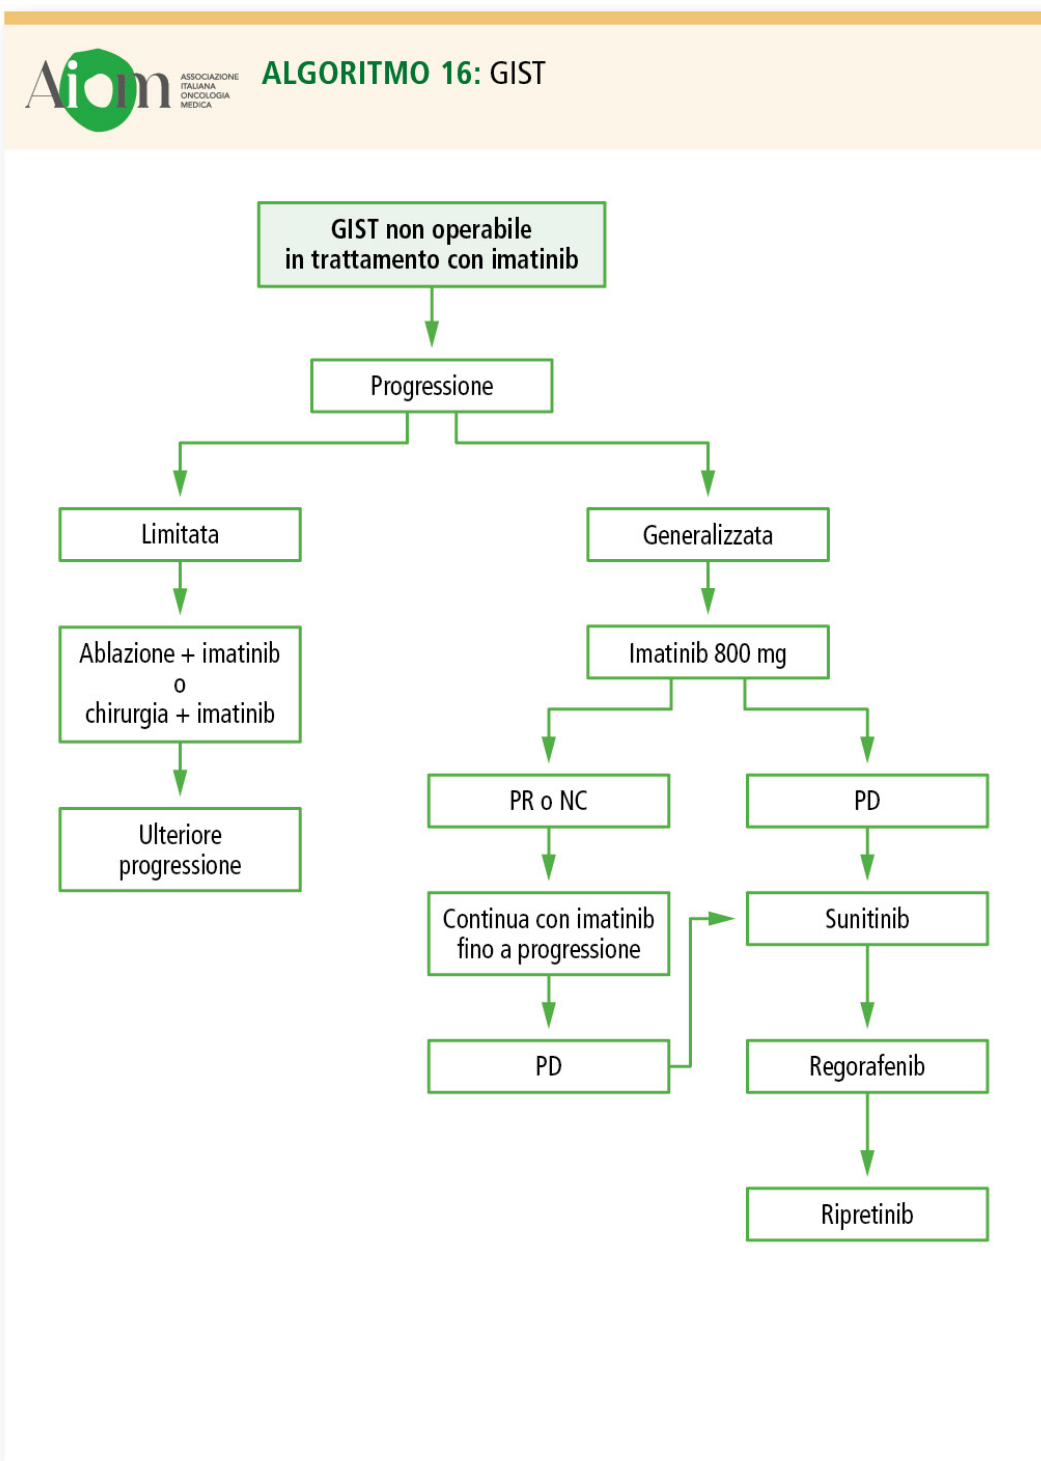 Aiom
ASSOCIAZIONE
ITALIANA
ONCOLOGIA
MEDICA
ALGORITMO 16: GIST
GIST non operabile
in trattamento con imatinib
Progressione
Limitata
Generalizzata
Ablazione + imatinib
o
chirurgia + imatinib
Imatinib 800 mg
Ulteriore
progressione
PR o NC
PD
Continua con imatinib
fino a progressione
Sunitinib
PD
Regorafenib
Ripretinib